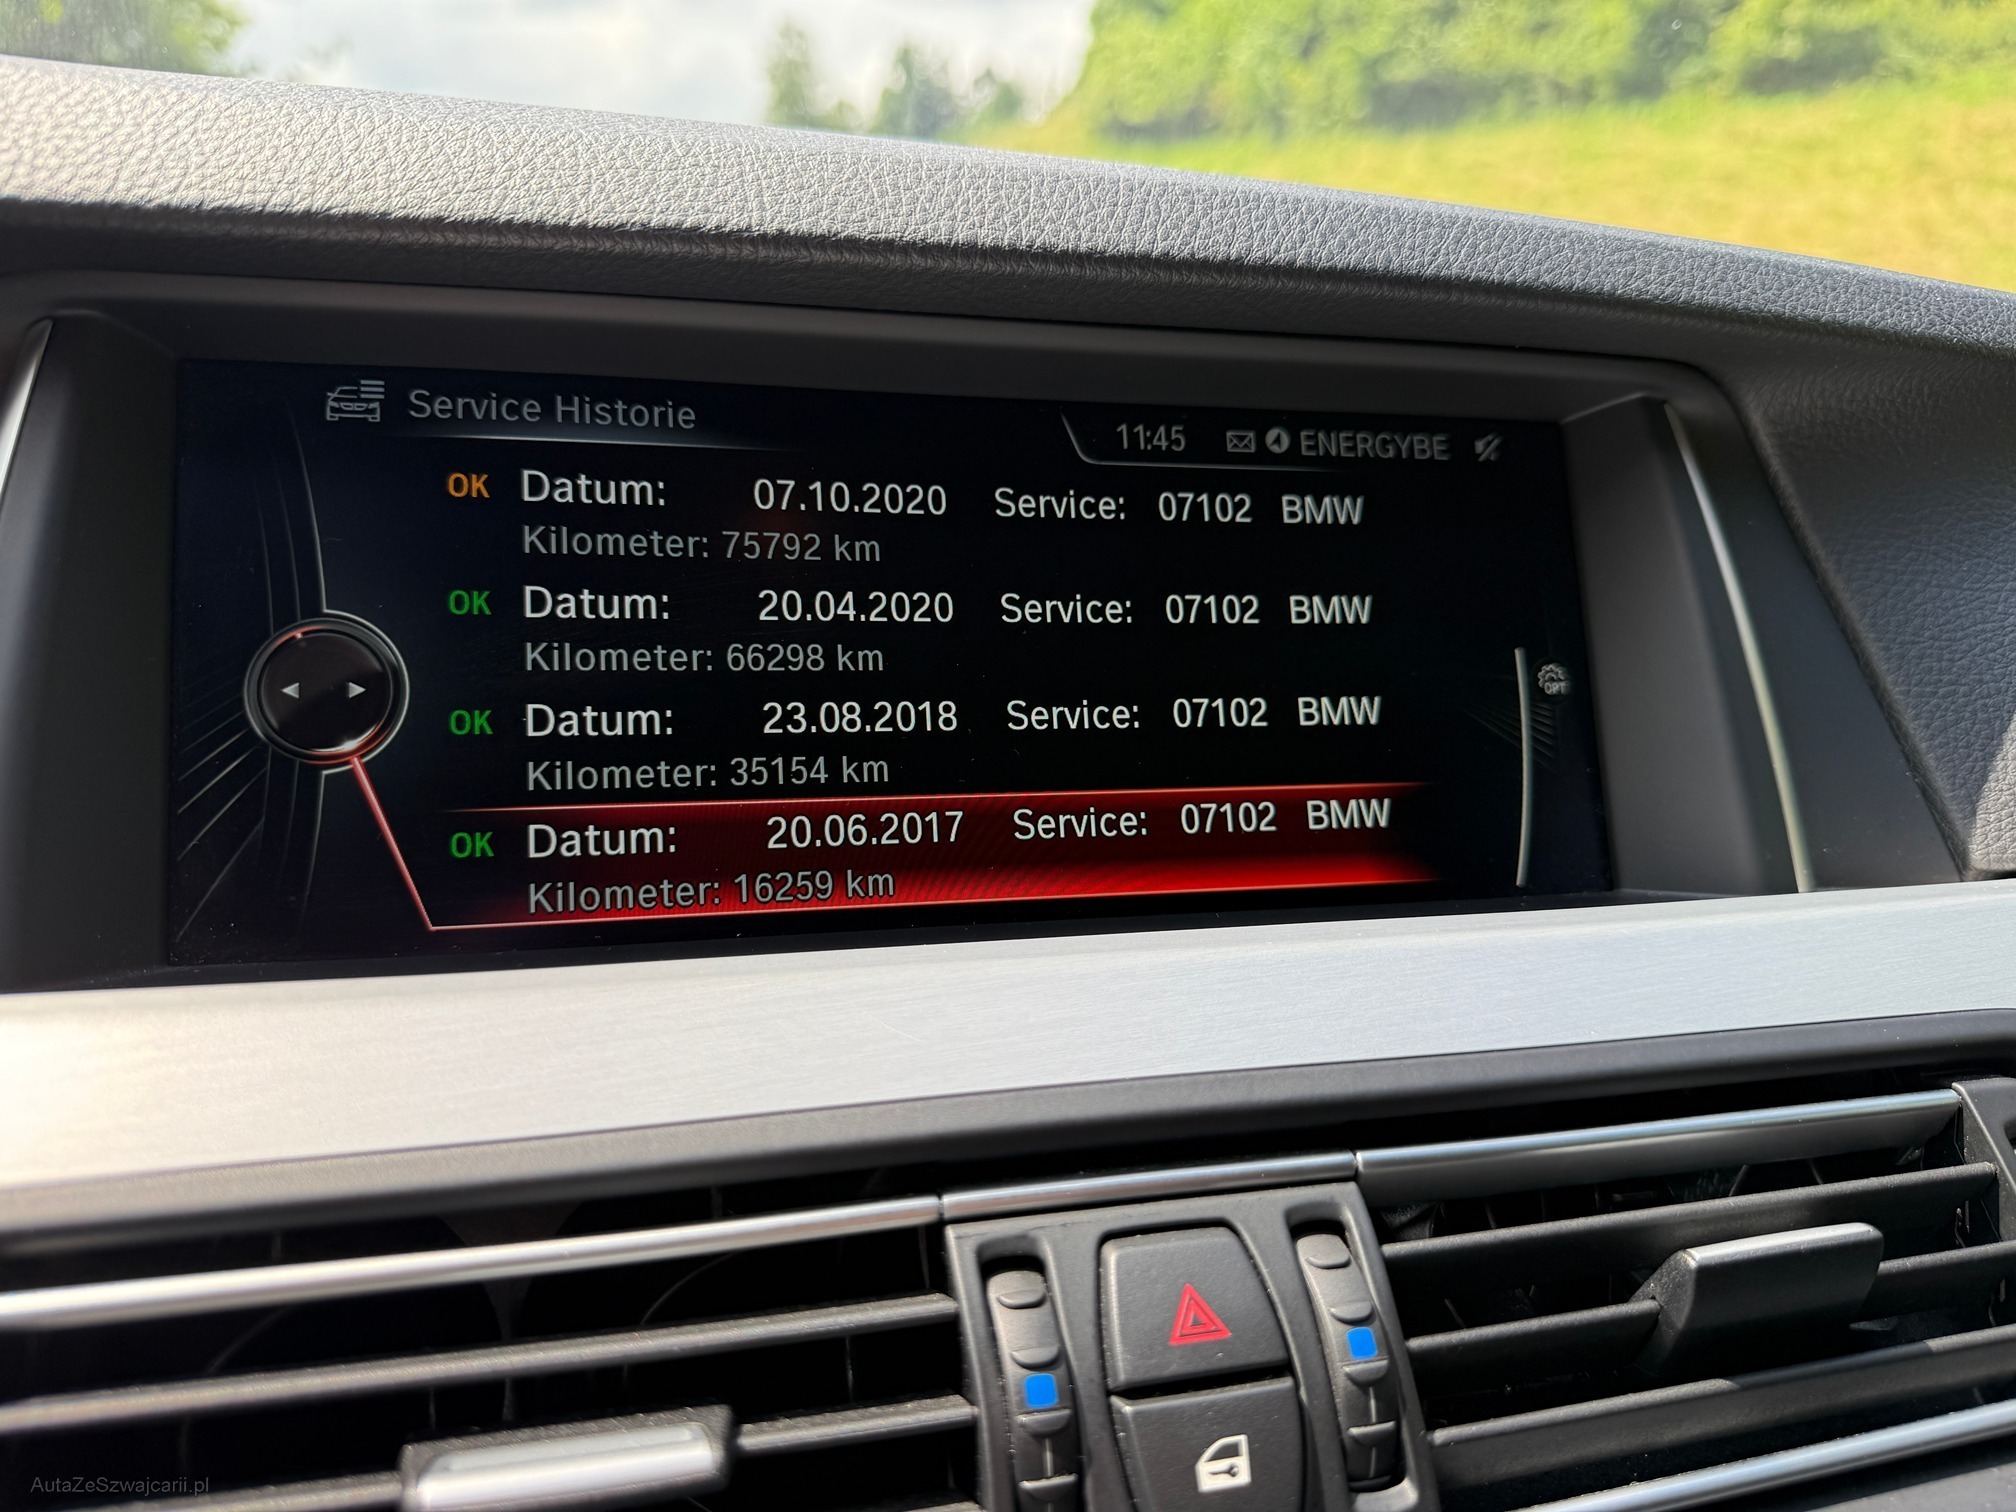 Service Historie
11:45 ENERGYBE
OK Datum: 07.10.2020 Service: 07102 BMW
Kilometer: 75792 km
OK Datum: 20.04.2020 Service: 07102 BMW
Kilometer: 66298 km
OK Datum: 23.08.2018 Service: 07102 BMW
Kilometer: 35154 km
OK Datum: 20.06.2017 Service: 07102 BMW
Kilometer: 16259 km
OPT
AutaZeSzwajcarii.pl